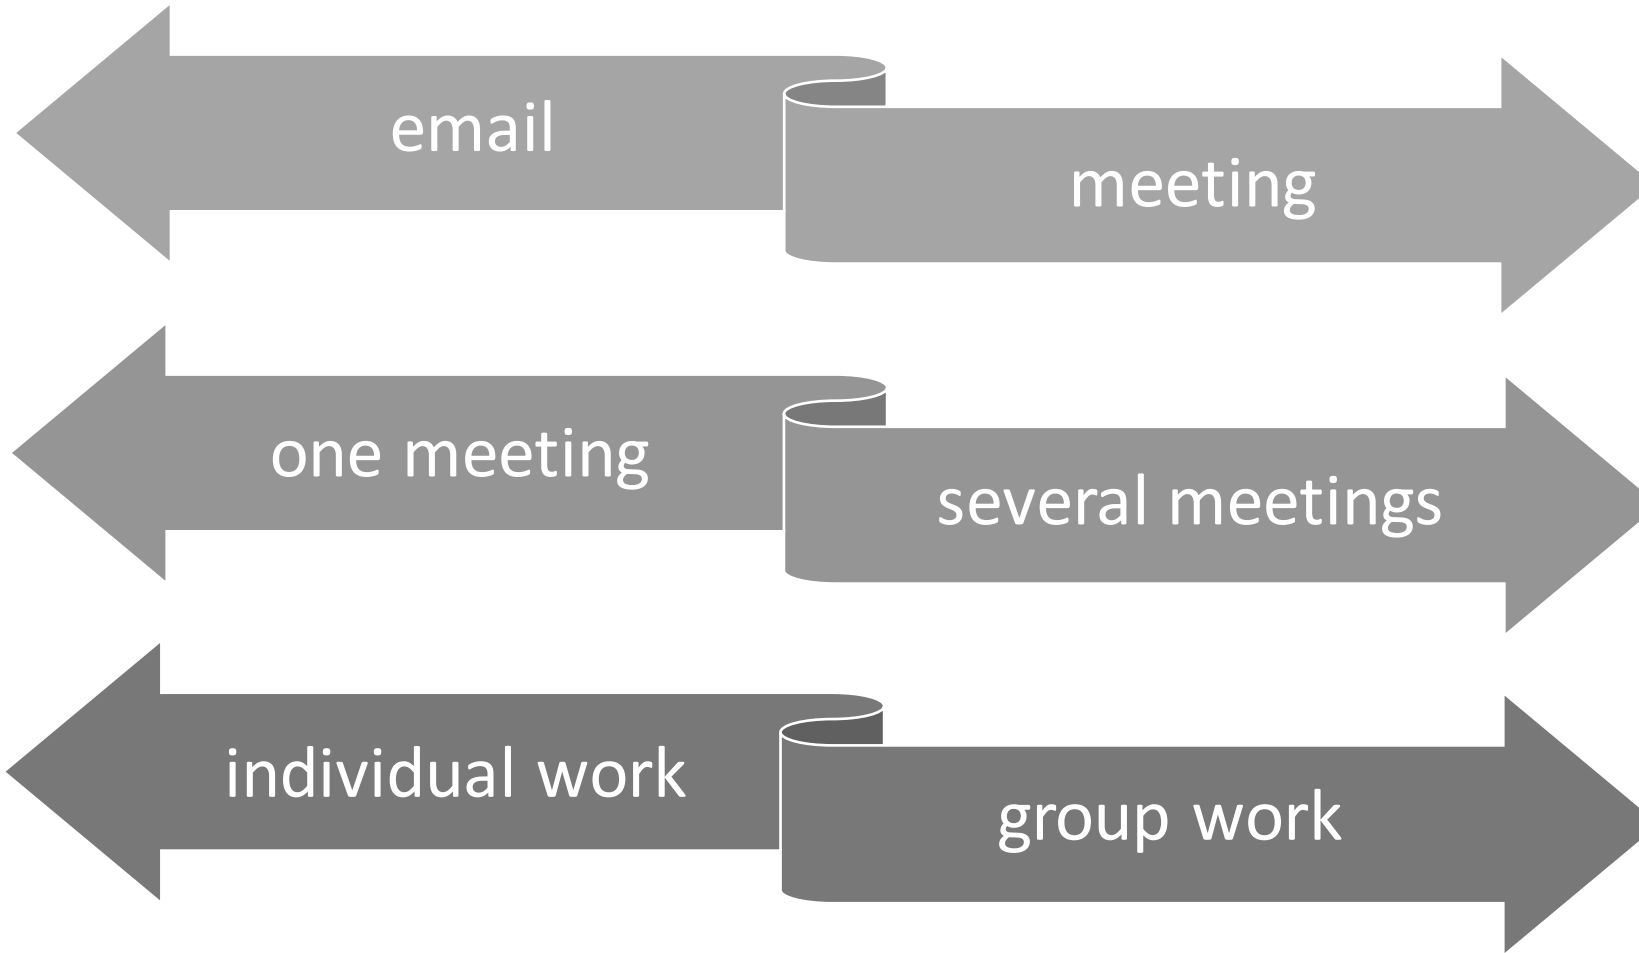 email
meeting
one meeting
several meetings
individual work
group work